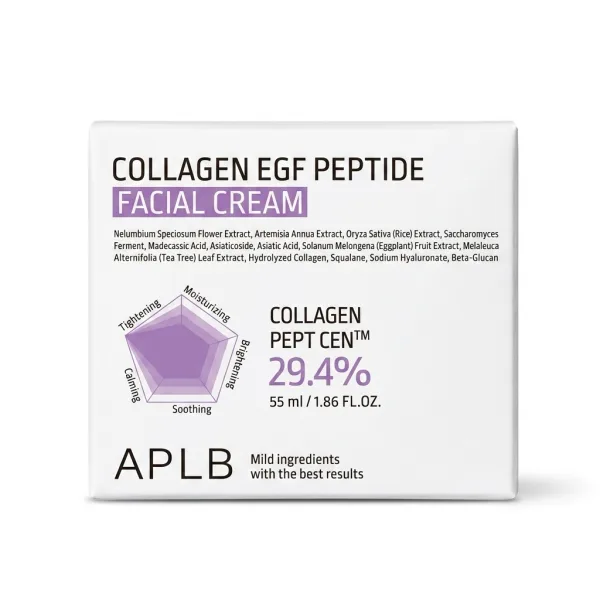 COLLAGEN EGF PEPTIDE
FACIAL CREAM
Nelumbium Speciosum Flower Extract, Artemisia Annua Extract, Oryza Sativa (Rice) Extract, Saccharomyces
Ferment, Madecassic Acid, Asiaticoside, Asiatic Acid, Solanum Melongena (Eggplant) Fruit Extract, Melaleuca
Alternifolia (Tea Tree) Leaf Extract, Hydrolyzed Collagen, Squalane, Sodium Hyaluronate, Beta-Glucan
Tightening
Moisturizing
Brightening
Calming
Soothing
COLLAGEN
PEPT CEN™
29.4%
55 ml / 1.86 FL.OZ.
APLB
Mild ingredients
with the best results